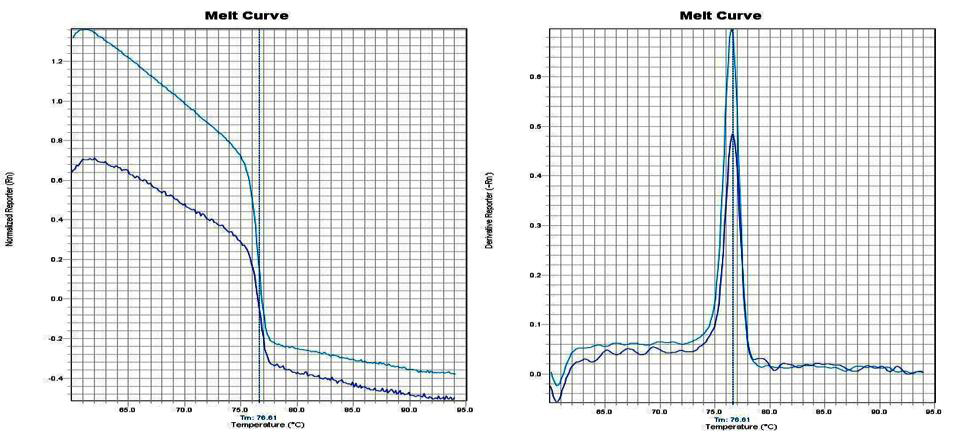 Melt Curve
Normalized Reporter (Rn)
1.2
1.0
0.8
0.6
0.4
0.2
0.0
-0.2
-0.4
65.0 70.0 75.0 80.0 85.0 90.0 95.0
Tm: 76.61
Temperature (°C)
Melt Curve
Derivative Reporter (-Rn')
0.6
0.5
0.4
0.3
0.2
0.1
0.0
65.0 70.0 75.0 80.0 85.0 90.0 95.0
Tm: 76.61
Temperature (°C)